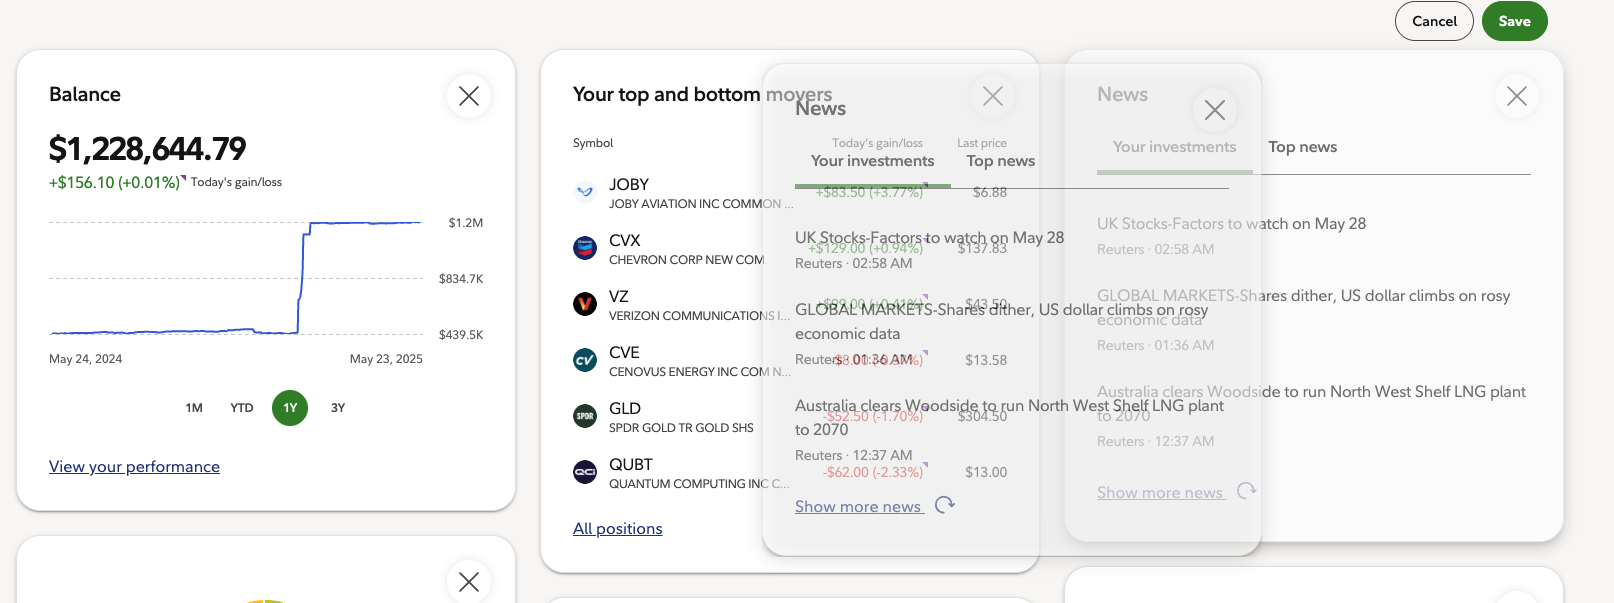 Cancel
Save
Balance
$1,228,644.79
+$156.10 (+0.01%) Today's gain/loss
$1.2M
$834.7K
$439.5K
May 24, 2024
May 23, 2025
1M
YTD
1Y
3Y
View your performance
Your top and bottom movers
Symbol
Today's gain/loss
Last price
JOBY
JOBY AVIATION INC COMMON ...
+$83.50 (+3.77%)
$6.88
CVX
CHEVRON CORP NEW COM
+$129.00 (+0.94%)
$137.83
VZ
VERIZON COMMUNICATIONS I...
+$99.00 (+0.41%)
$43.50
CVE
CENOVUS ENERGY INC COM N...
-$8.00 (-0.37%)
$13.58
GLD
SPDR GOLD TR GOLD SHS
-$52.50 (-1.70%)
$304.50
QUBT
QUANTUM COMPUTING INC C...
-$62.00 (-2.33%)
$13.00
All positions
News
Your investments
Top news
UK Stocks-Factors to watch on May 28
Reuters · 02:58 AM
GLOBAL MARKETS-Shares dither, US dollar climbs on rosy
economic data
Reuters · 01:36 AM
Australia clears Woodside to run North West Shelf LNG plant
to 2070
Reuters · 12:37 AM
Show more news
News
Your investments
Top news
UK Stocks-Factors to watch on May 28
Reuters · 02:58 AM
GLOBAL MARKETS-Shares dither, US dollar climbs on rosy
economic data
Reuters · 01:36 AM
Australia clears Woodside to run North West Shelf LNG plant
to 2070
Reuters · 12:37 AM
Show more news